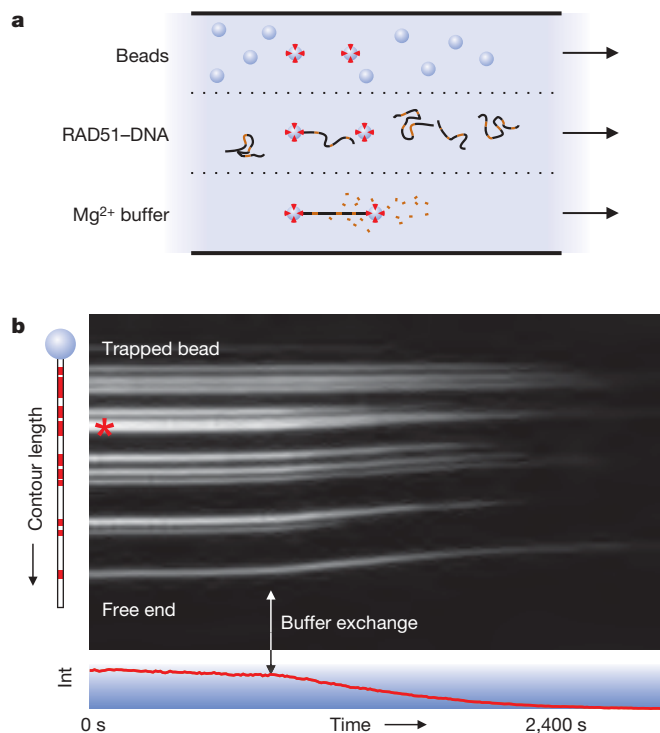 a
Beads
RAD51–DNA
Mg²⁺ buffer
b
Trapped bead
*
Contour length
Free end
Buffer exchange
Int
0 s
Time
2,400 s